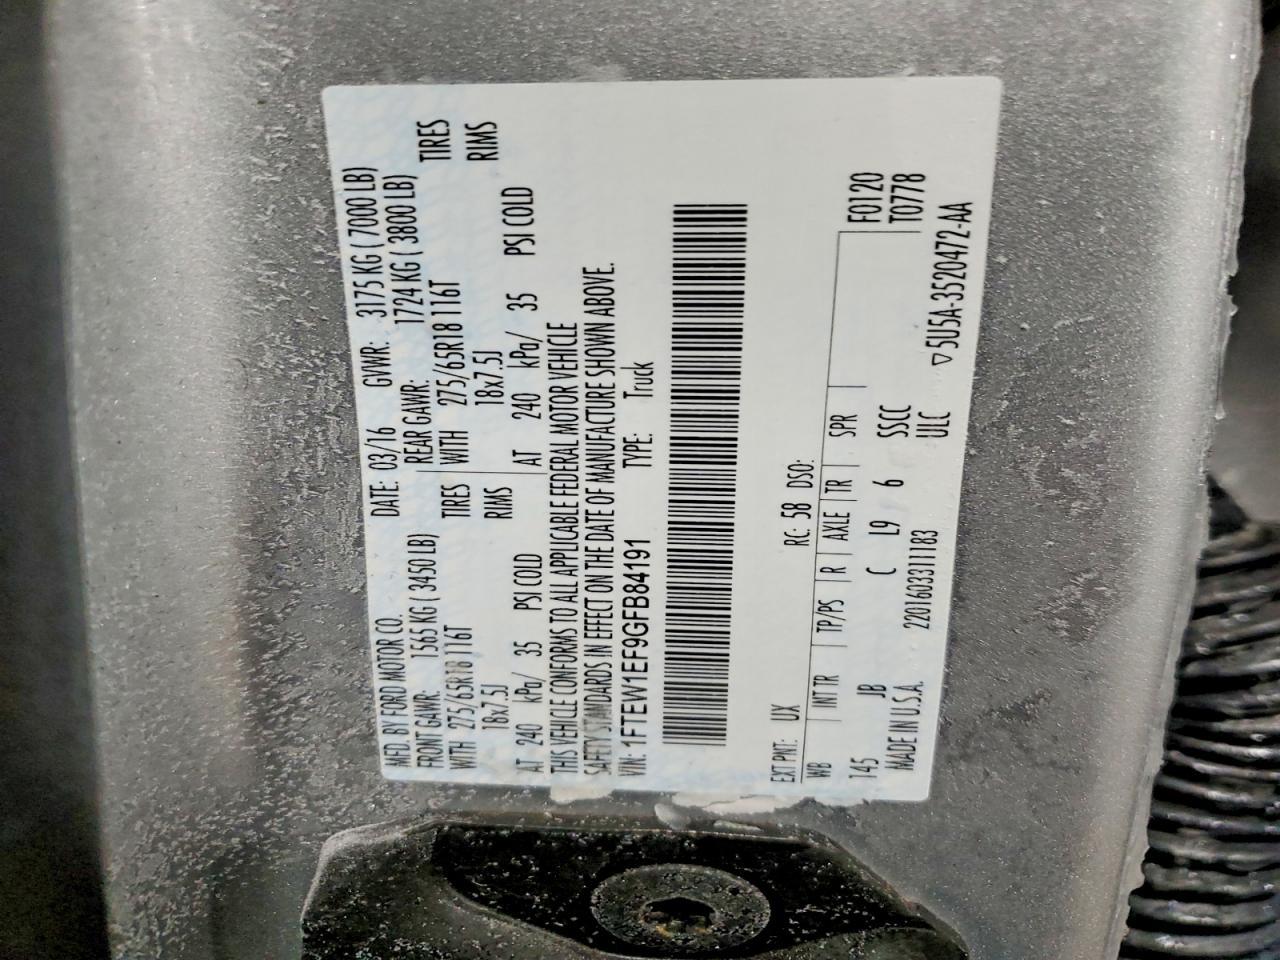 MFD. BY FORD MOTOR CO.
DATE: 03/16 GVWR: 3175 KG ( 7000 LB)
FRONT GAWR: 1565 KG ( 3450 LB) REAR GAWR: 1724 KG ( 3800 LB)
WITH 275/65R18 116T TIRES WITH 275/65R18 116T TIRES
18x7.5J RIMS 18x7.5J RIMS
AT 240 kPa/ 35 PSI COLD AT 240 kPa/ 35 PSI COLD
THIS VEHICLE CONFORMS TO ALL APPLICABLE FEDERAL MOTOR VEHICLE
SAFETY STANDARDS IN EFFECT ON THE DATE OF MANUFACTURE SHOWN ABOVE.
VIN: 1FTEW1EF9GFB84191 TYPE: Truck
EXT PNT: UX RC: 58 DSO:
WB INT TR TP/PS R AXLE TR SPR F0120
145 JB C L9 6 SSCC T0778
MADE IN U.S.A. 2201603311183 ULC
▽5U5A-3520472-AA